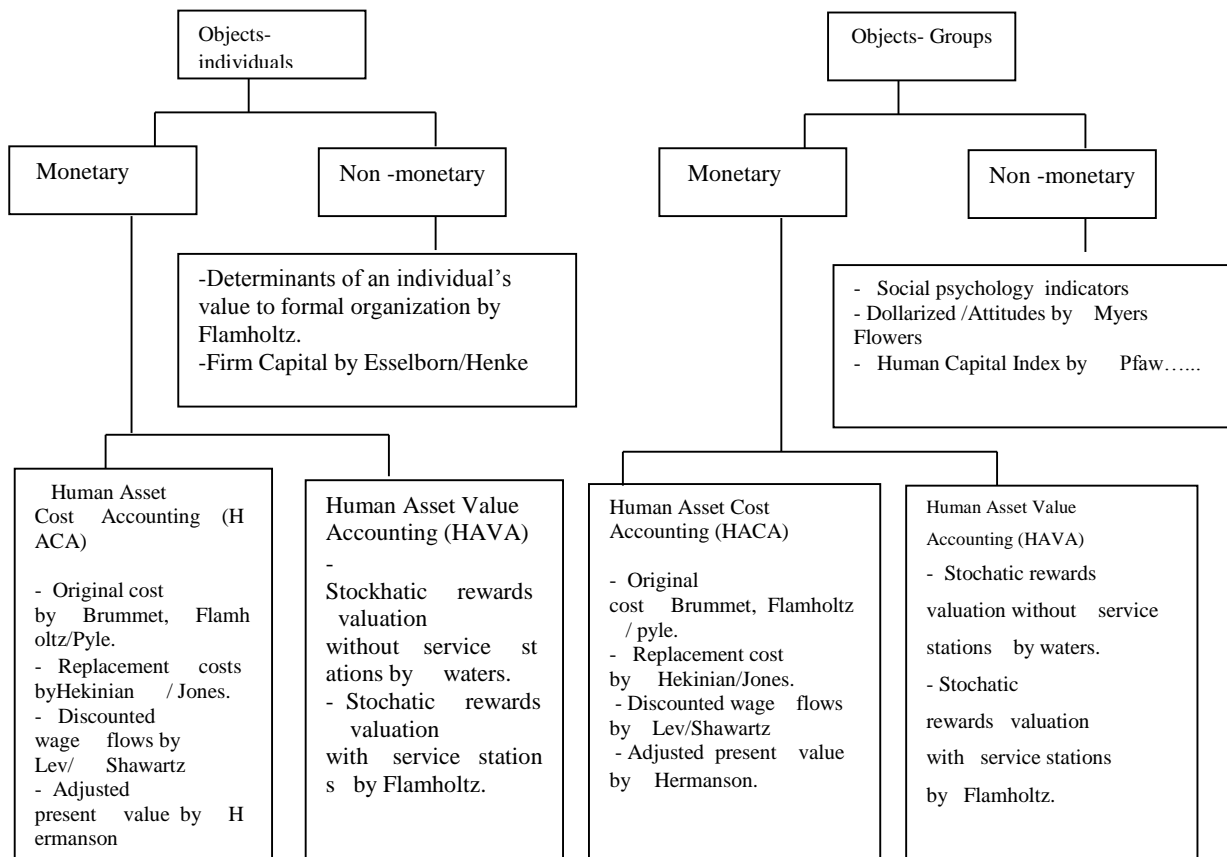 Objects-
individuals
Objects- Groups
Monetary
Non -monetary
Monetary
Non -monetary
-Determinants of an individual’s
value to formal organization by
Flamholtz.
-Firm Capital by Esselborn/Henke
- Social psychology indicators
- Dollarized /Attitudes by Myers
Flowers
- Human Capital Index by Pfaw…...
Human Asset
Cost Accounting (H
ACA)
- Original cost
by Brummet, Flamh
oltz/Pyle.
- Replacement costs
byHekinian / Jones.
- Discounted
wage flows by
Lev/ Shawartz
- Adjusted
present value by H
ermanson
Human Asset Value
Accounting (HAVA)
-
Stockhatic rewards
valuation
without service st
ations by waters.
- Stochatic rewards
valuation
with service station
s by Flamholtz.
Human Asset Cost
Accounting (HACA)
- Original
cost Brummet, Flamholtz
/ pyle.
- Replacement cost
by Hekinian/Jones.
- Discounted wage flows
by Lev/Shawartz
- Adjusted present value
by Hermanson.
Human Asset Value
Accounting (HAVA)
- Stochatic rewards
valuation without service
stations by waters.
- Stochatic
rewards valuation
with service stations
by Flamholtz.